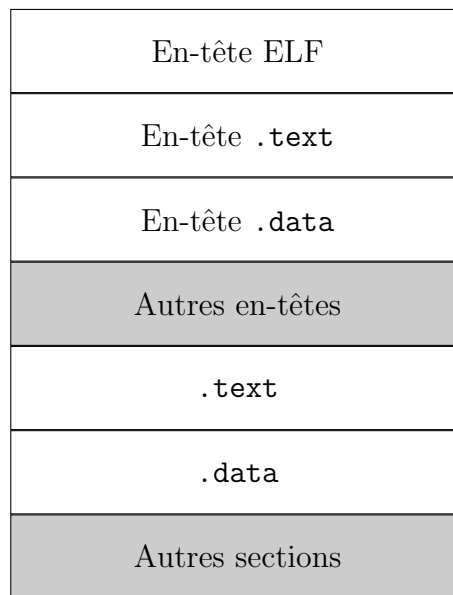 En-tête ELF
En-tête .text
En-tête .data
Autres en-têtes
.text
.data
Autres sections